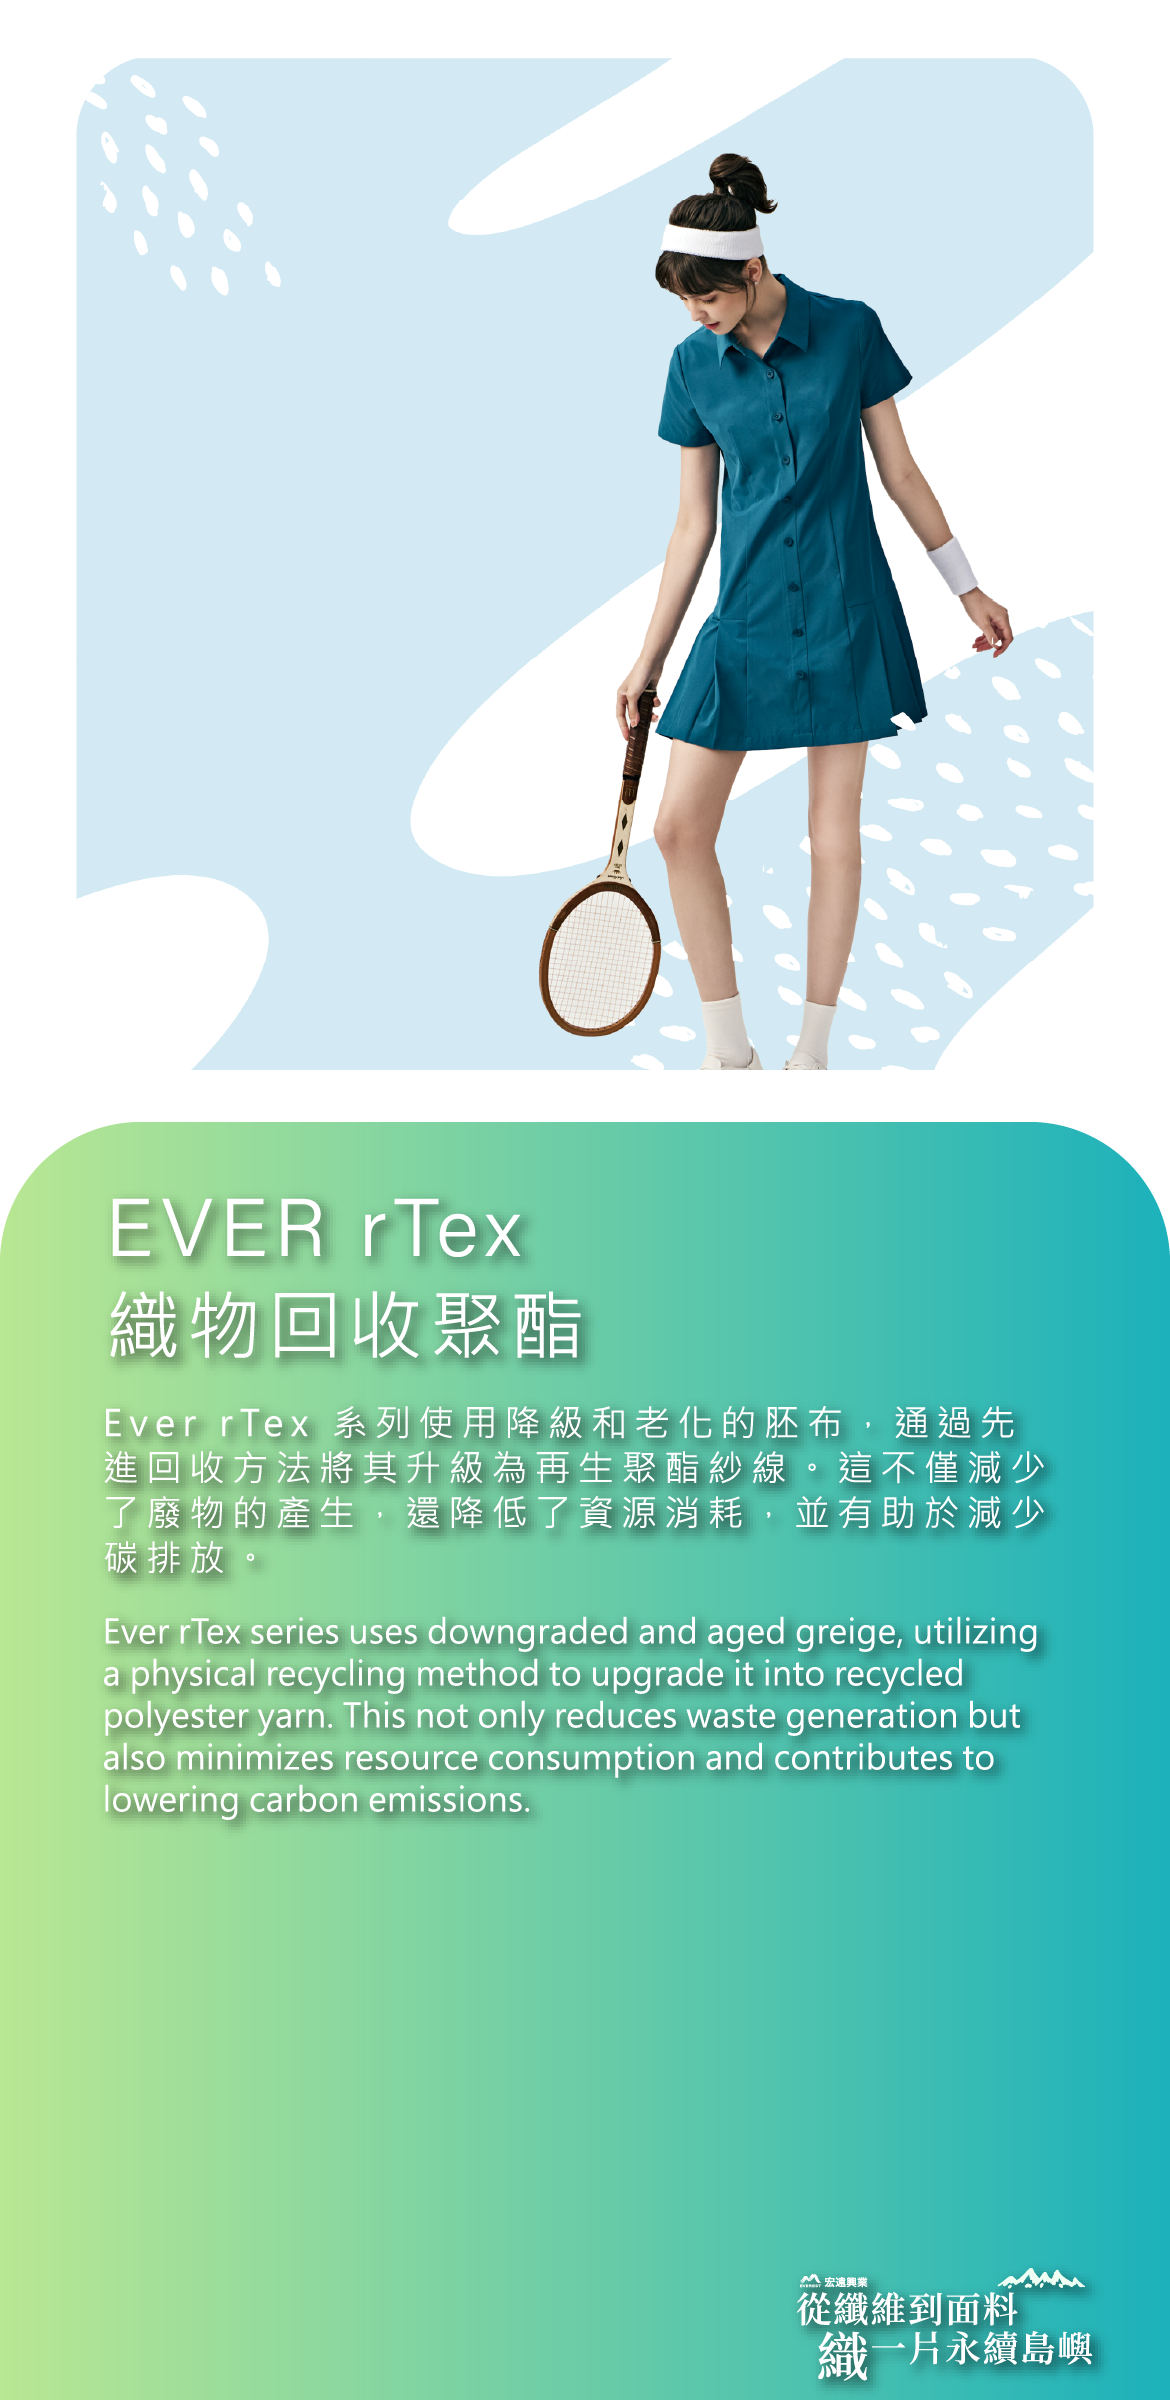 EVER rTex
織物回收聚酯
Ever rTex 系列使用降級和老化的胚布，通過先
進回收方法將其升級為再生聚酯紗線。這不僅減少
了廢物的產生，還降低了資源消耗，並有助於減少
碳排放。
Ever rTex series uses downgraded and aged greige, utilizing
a physical recycling method to upgrade it into recycled
polyester yarn. This not only reduces waste generation but
also minimizes resource consumption and contributes to
lowering carbon emissions.
EVEREST 宏遠興業
從纖維到面料
織一片永續島嶼